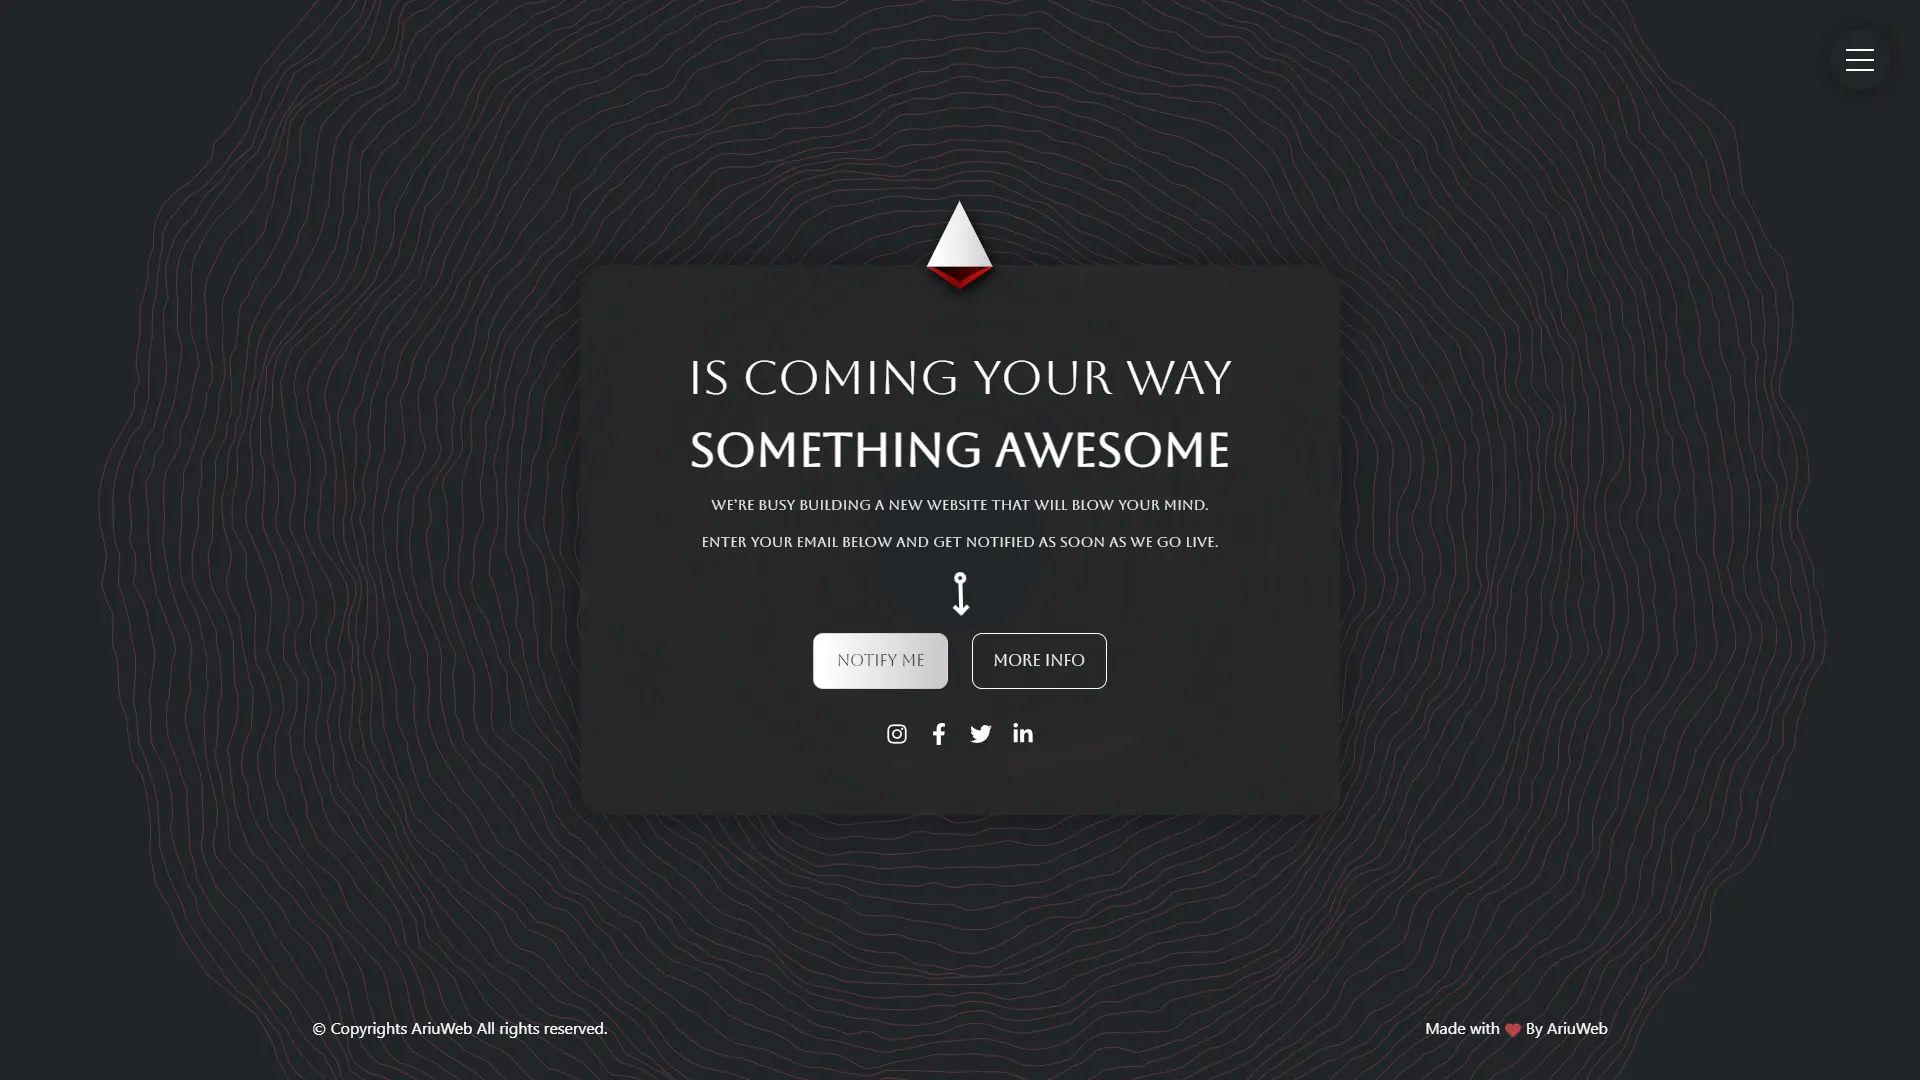 IS COMING YOUR WAY
SOMETHING AWESOME
WE'RE BUSY BUILDING A NEW WEBSITE THAT WILL BLOW YOUR MIND.
ENTER YOUR EMAIL BELOW AND GET NOTIFIED AS SOON AS WE GO LIVE.
NOTIFY ME
MORE INFO
© Copyrights AriuWeb All rights reserved.
Made with ❤ By AriuWeb